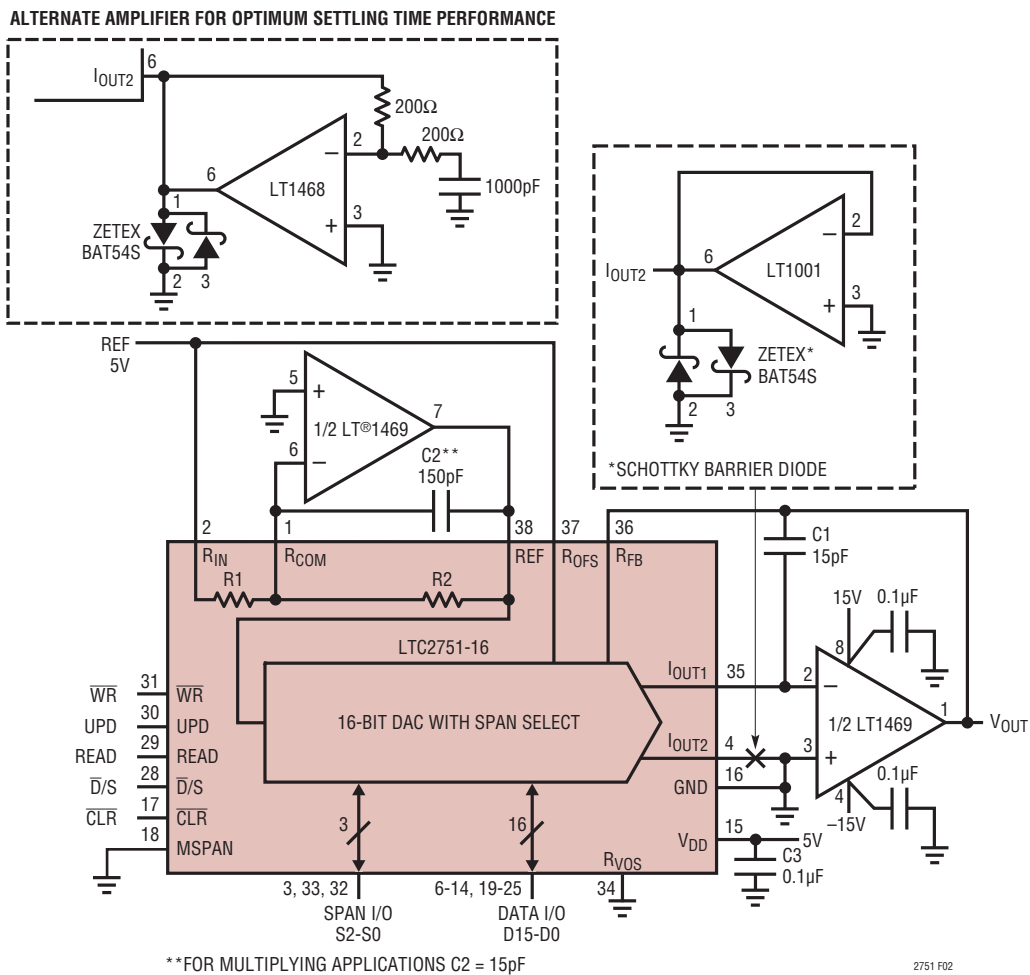 ALTERNATE AMPLIFIER FOR OPTIMUM SETTLING TIME PERFORMANCE
IOUT2
6
200Ω
200Ω
2
–
6
LT1468
1000pF
1
3
+
ZETEX
BAT54S
2
3
2
–
6
IOUT2
LT1001
3
+
1
ZETEX*
BAT54S
2
3
*SCHOTTKY BARRIER DIODE
REF
5V
5
+
7
1/2 LT®1469
6
–
C2**
150pF
2
1
38
37
36
RIN
RCOM
REF
ROFS
RFB
C1
15pF
R1
R2
15V
0.1µF
LTC2751-16
8
IOUT1
35
2
–
16-BIT DAC WITH SPAN SELECT
1/2 LT1469
1
VOUT
IOUT2
4
3
+
31
WR
WR
30
UPD
UPD
29
READ
READ
28
D/S
D/S
17
CLR
CLR
18
MSPAN
GND
16
0.1µF
4
–15V
3
16
VDD
15
5V
C3
0.1µF
RVOS
3, 33, 32
6-14, 19-25
34
SPAN I/O
S2-S0
DATA I/O
D15-D0
**FOR MULTIPLYING APPLICATIONS C2 = 15pF
2751 F02